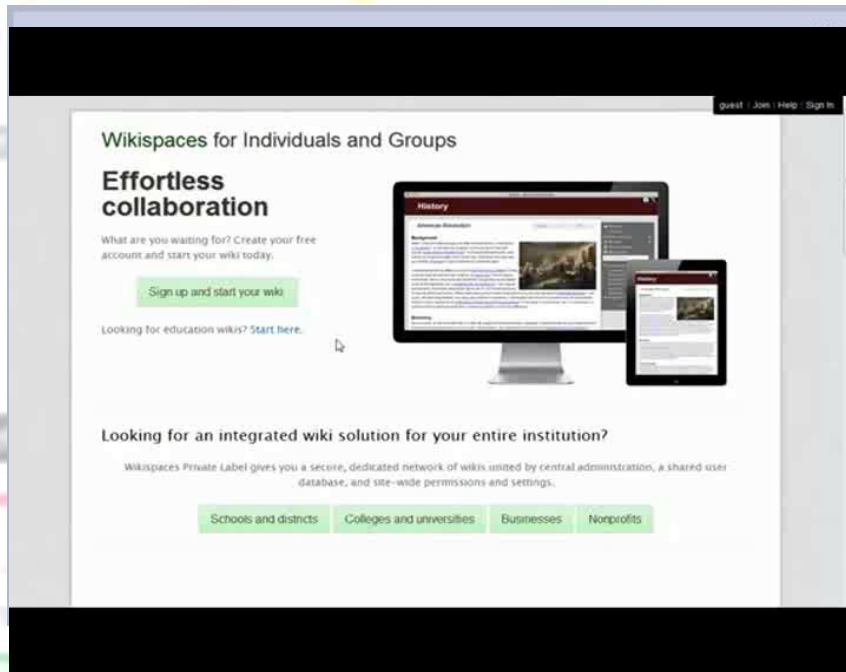 guest | Join | Help | Sign In
Wikispaces for Individuals and Groups
Effortless
collaboration
What are you waiting for? Create your free
account and start your wiki today.
Sign up and start your wiki
Looking for education wikis? Start here.
History
American Revolution
Background
History
Looking for an integrated wiki solution for your entire institution?
Wikispaces Private Label gives you a secure, dedicated network of wikis united by central administration, a shared user
database, and site-wide permissions and settings.
Schools and districts
Colleges and universities
Businesses
Nonprofits